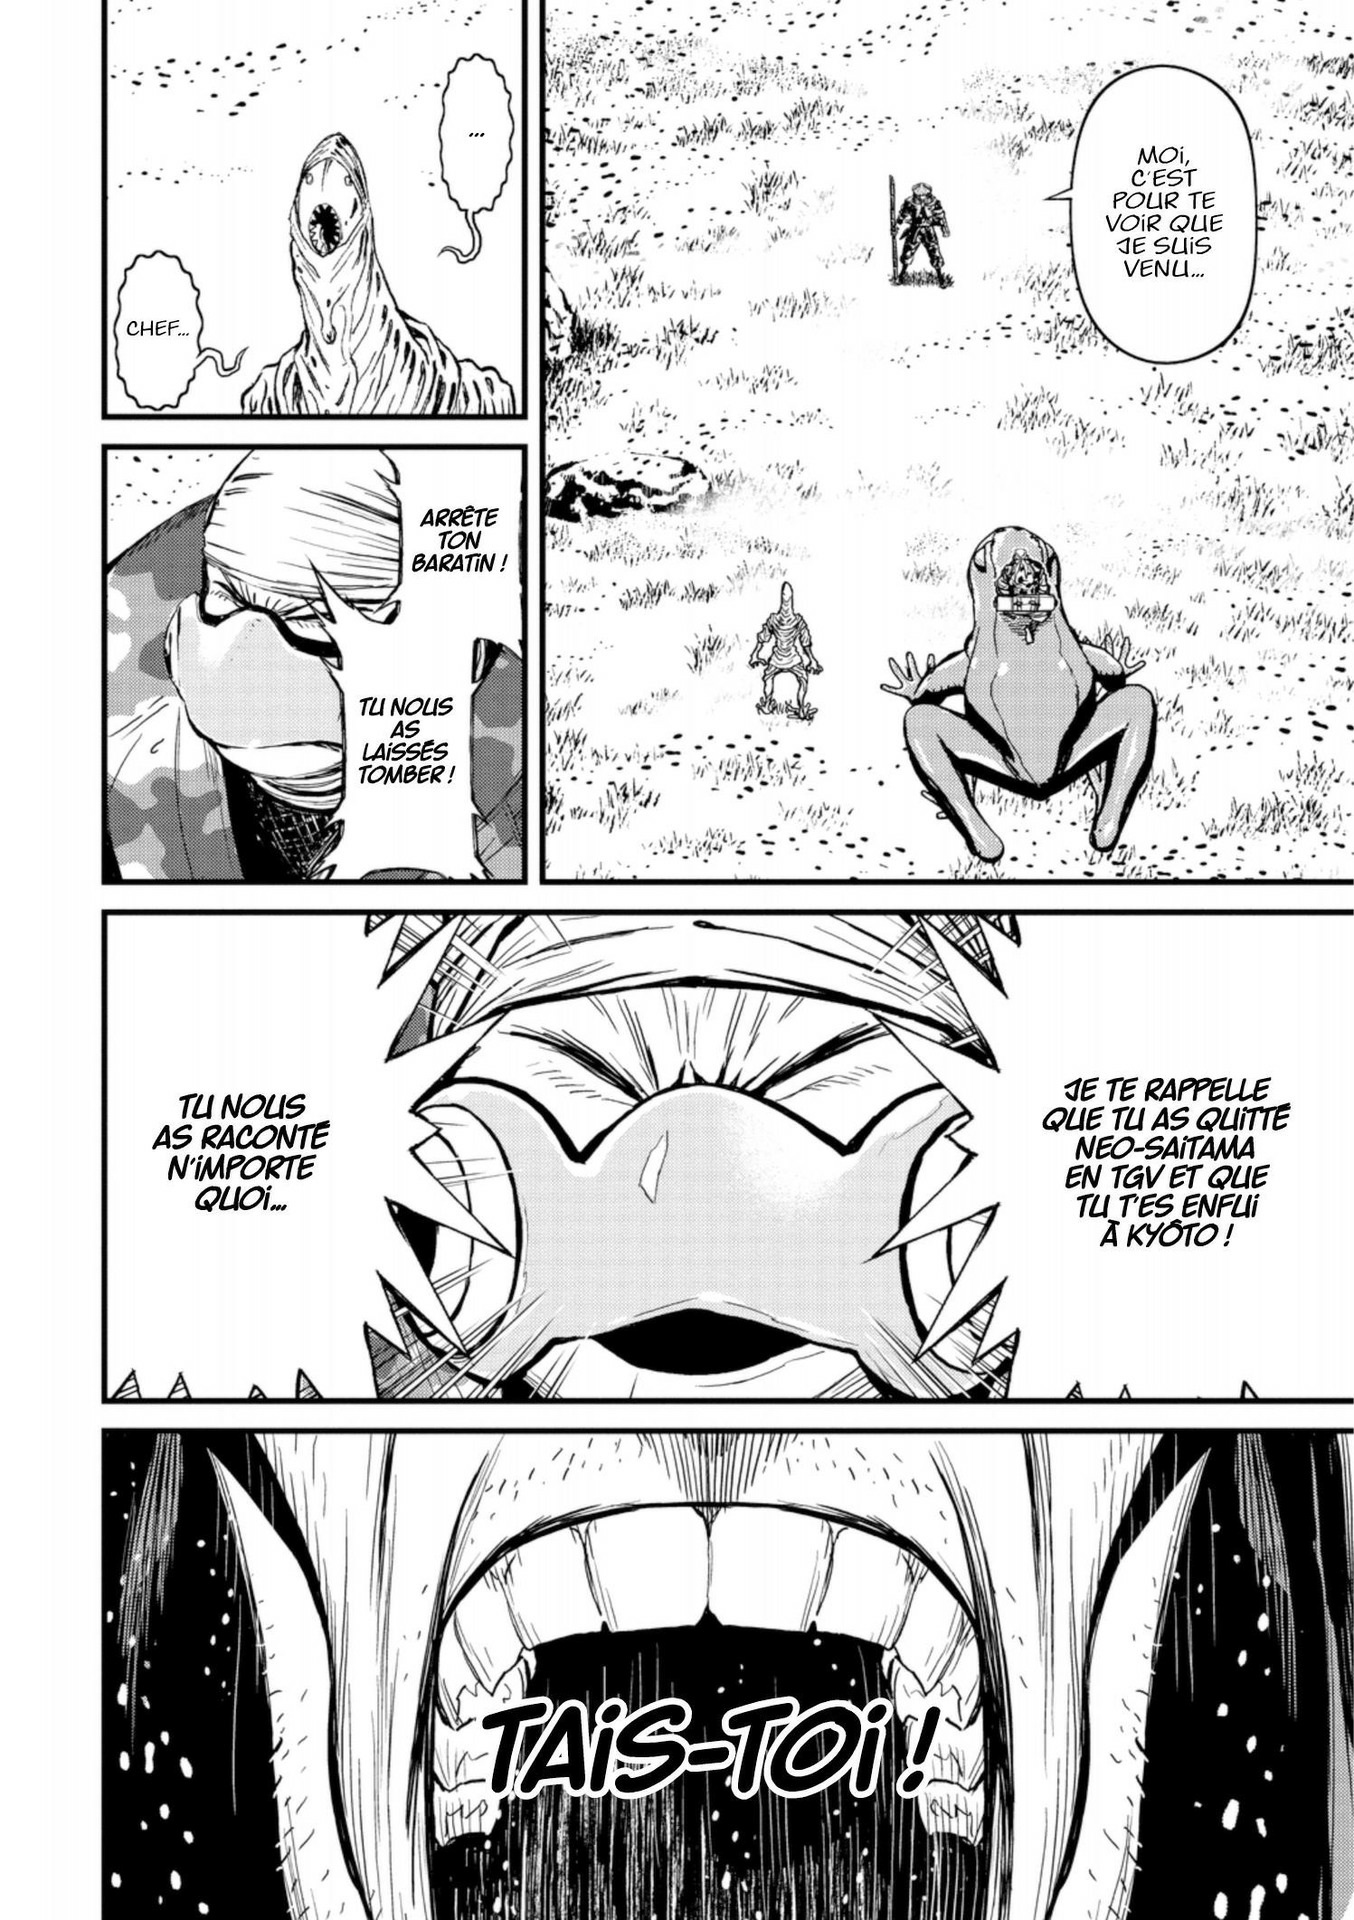 MOI,
C'EST
POUR TE
VOIR QUE
JE SUIS
VENU...
...
CHEF...
ARRÊTE
TON
BARATIN !
TU NOUS
AS
LAISSÉS
TOMBER !
JE TE RAPPELLE
QUE TU AS QUITTÉ
NEO-SAITAMA
EN TGV ET QUE
TU T'ES ENFUI
À KYÔTO !
TU NOUS
AS RACONTÉ
N'IMPORTE
QUOI...
TAIS-TOI !